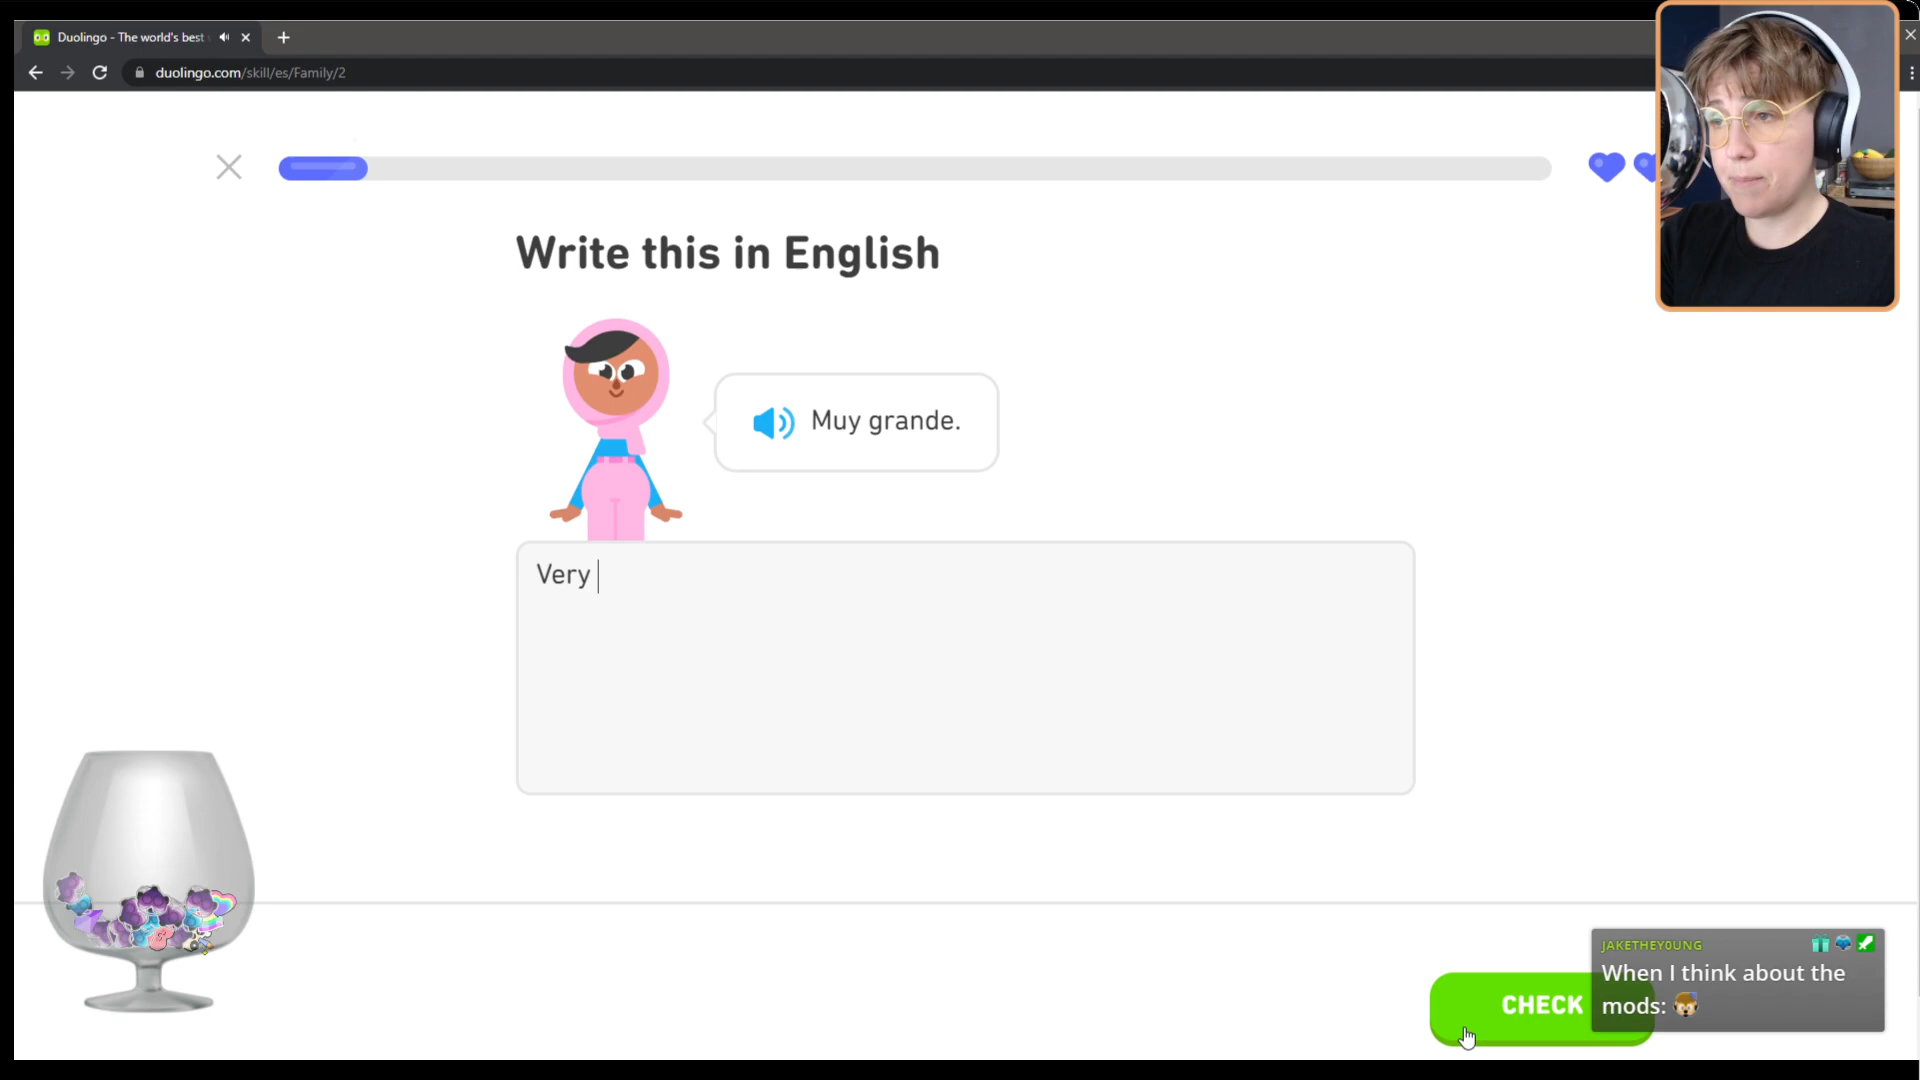 Duolingo - The world's best
duolingo.com/skill/es/Family/2
Write this in English
Muy grande.
Very
CHECK
JAKETHEY0UNG
When I think about the
mods: